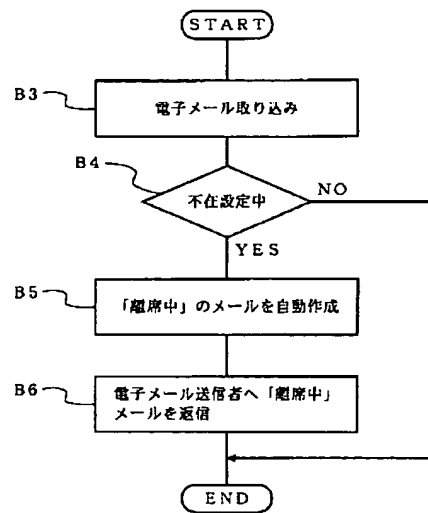 START
B3
電子メール取り込み
B4
不在設定中
NO
YES
B5
「離席中」のメールを自動作成
B6
電子メール送信者へ「離席中」
メールを返信
END